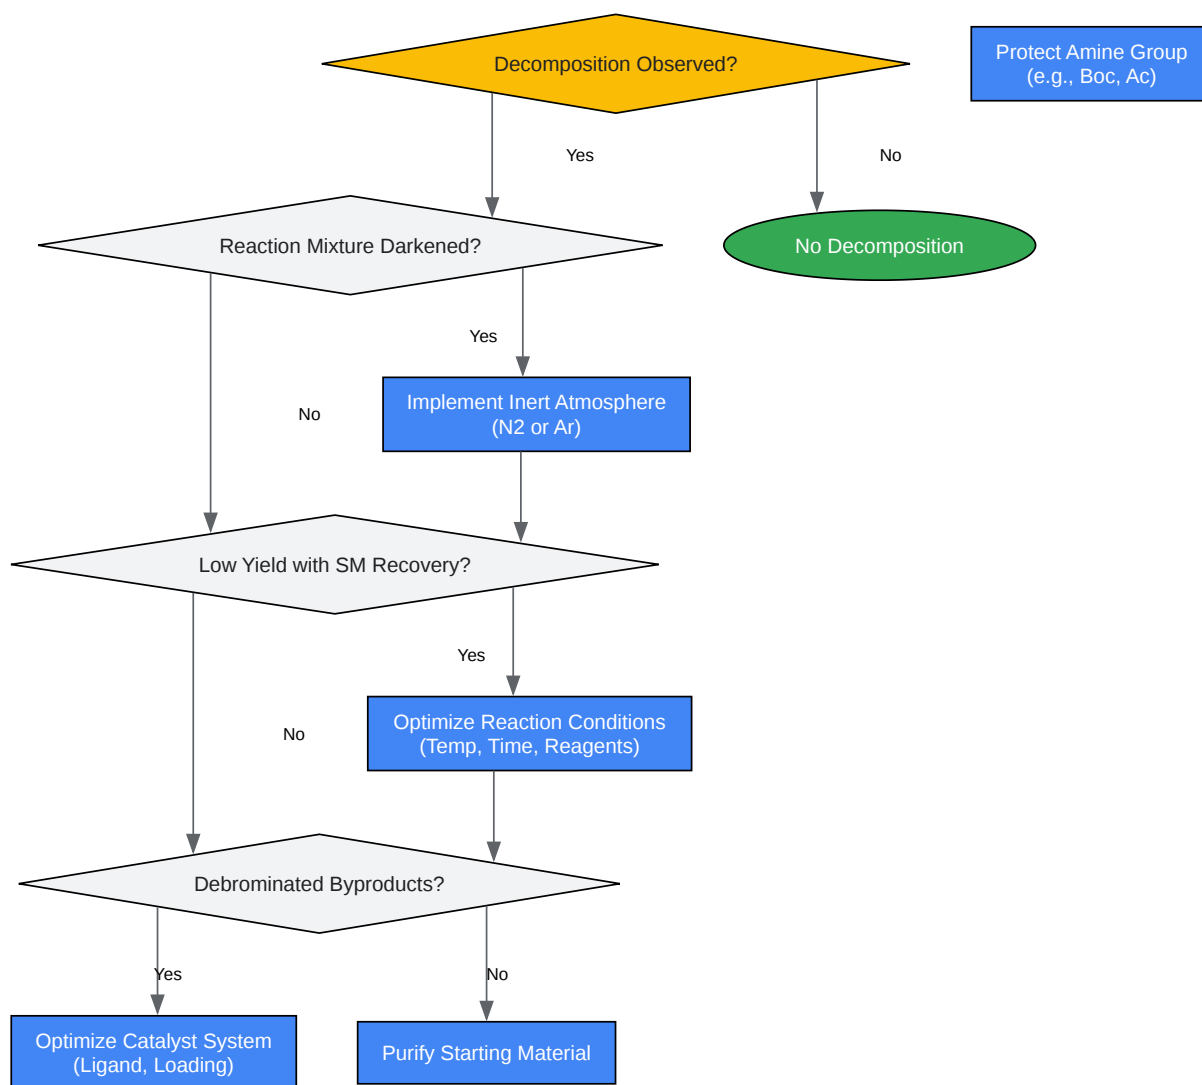 Decomposition Observed?
Protect Amine Group
(e.g., Boc, Ac)
Yes
No
Reaction Mixture Darkened?
No Decomposition
Yes
Implement Inert Atmosphere
(N2 or Ar)
No
Low Yield with SM Recovery?
Yes
Optimize Reaction Conditions
(Temp, Time, Reagents)
No
Debrominated Byproducts?
Yes
No
Optimize Catalyst System
(Ligand, Loading)
Purify Starting Material